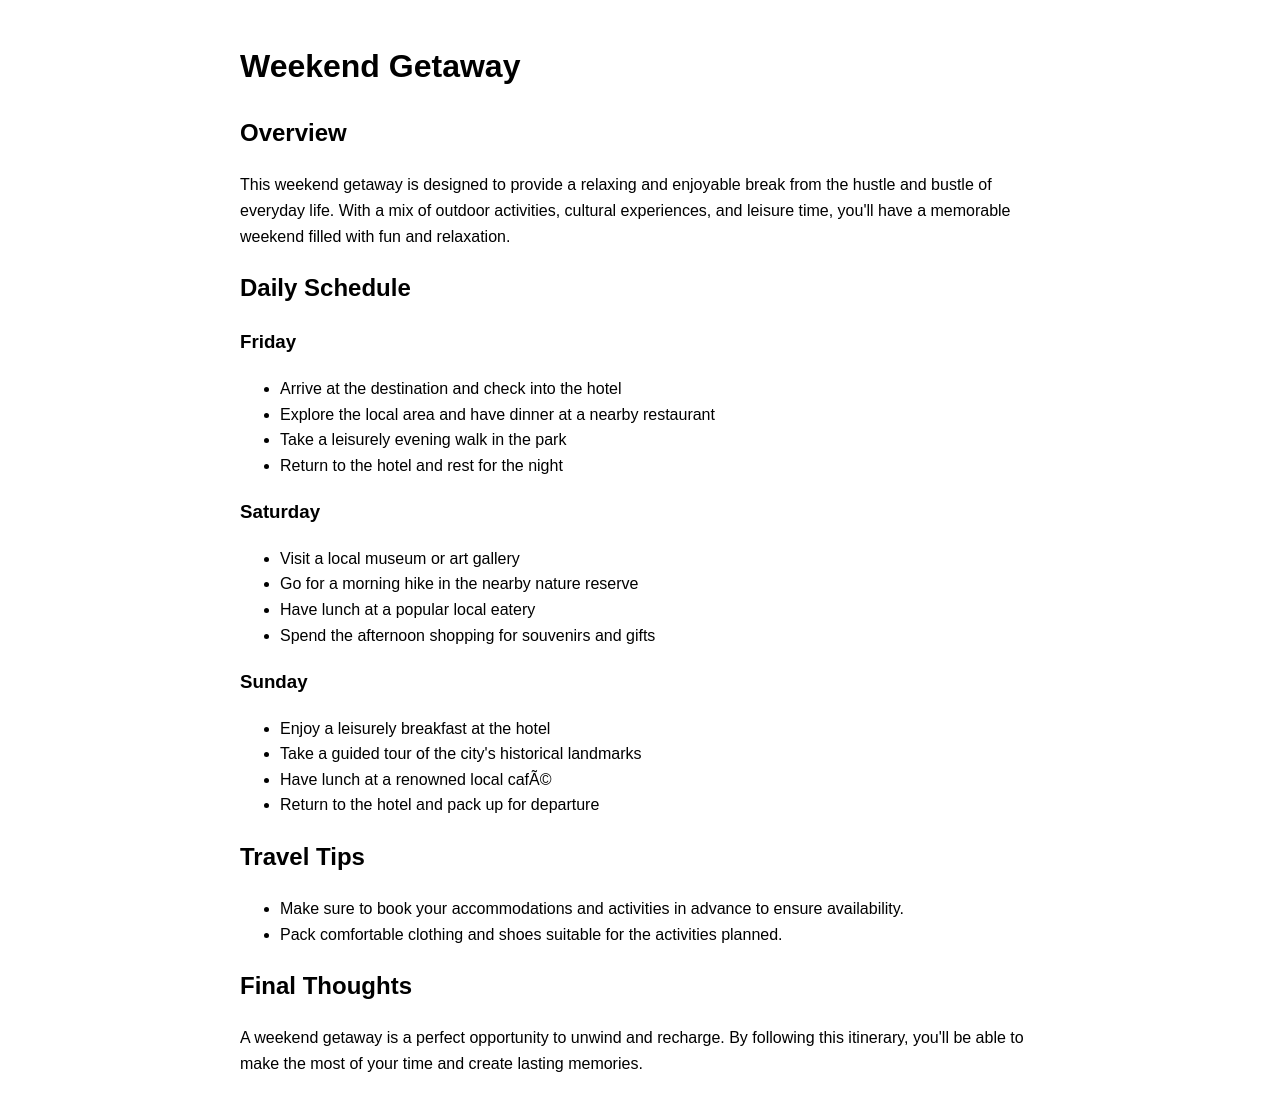 Weekend Getaway
Overview
This weekend getaway is designed to provide a relaxing and enjoyable break from the hustle and bustle of
everyday life. With a mix of outdoor activities, cultural experiences, and leisure time, you'll have a memorable
weekend filled with fun and relaxation.
Daily Schedule
Friday
• Arrive at the destination and check into the hotel
• Explore the local area and have dinner at a nearby restaurant
• Take a leisurely evening walk in the park
• Return to the hotel and rest for the night
Saturday
• Visit a local museum or art gallery
• Go for a morning hike in the nearby nature reserve
• Have lunch at a popular local eatery
• Spend the afternoon shopping for souvenirs and gifts
Sunday
• Enjoy a leisurely breakfast at the hotel
• Take a guided tour of the city's historical landmarks
• Have lunch at a renowned local cafÃ©
• Return to the hotel and pack up for departure
Travel Tips
• Make sure to book your accommodations and activities in advance to ensure availability.
• Pack comfortable clothing and shoes suitable for the activities planned.
Final Thoughts
A weekend getaway is a perfect opportunity to unwind and recharge. By following this itinerary, you'll be able to
make the most of your time and create lasting memories.